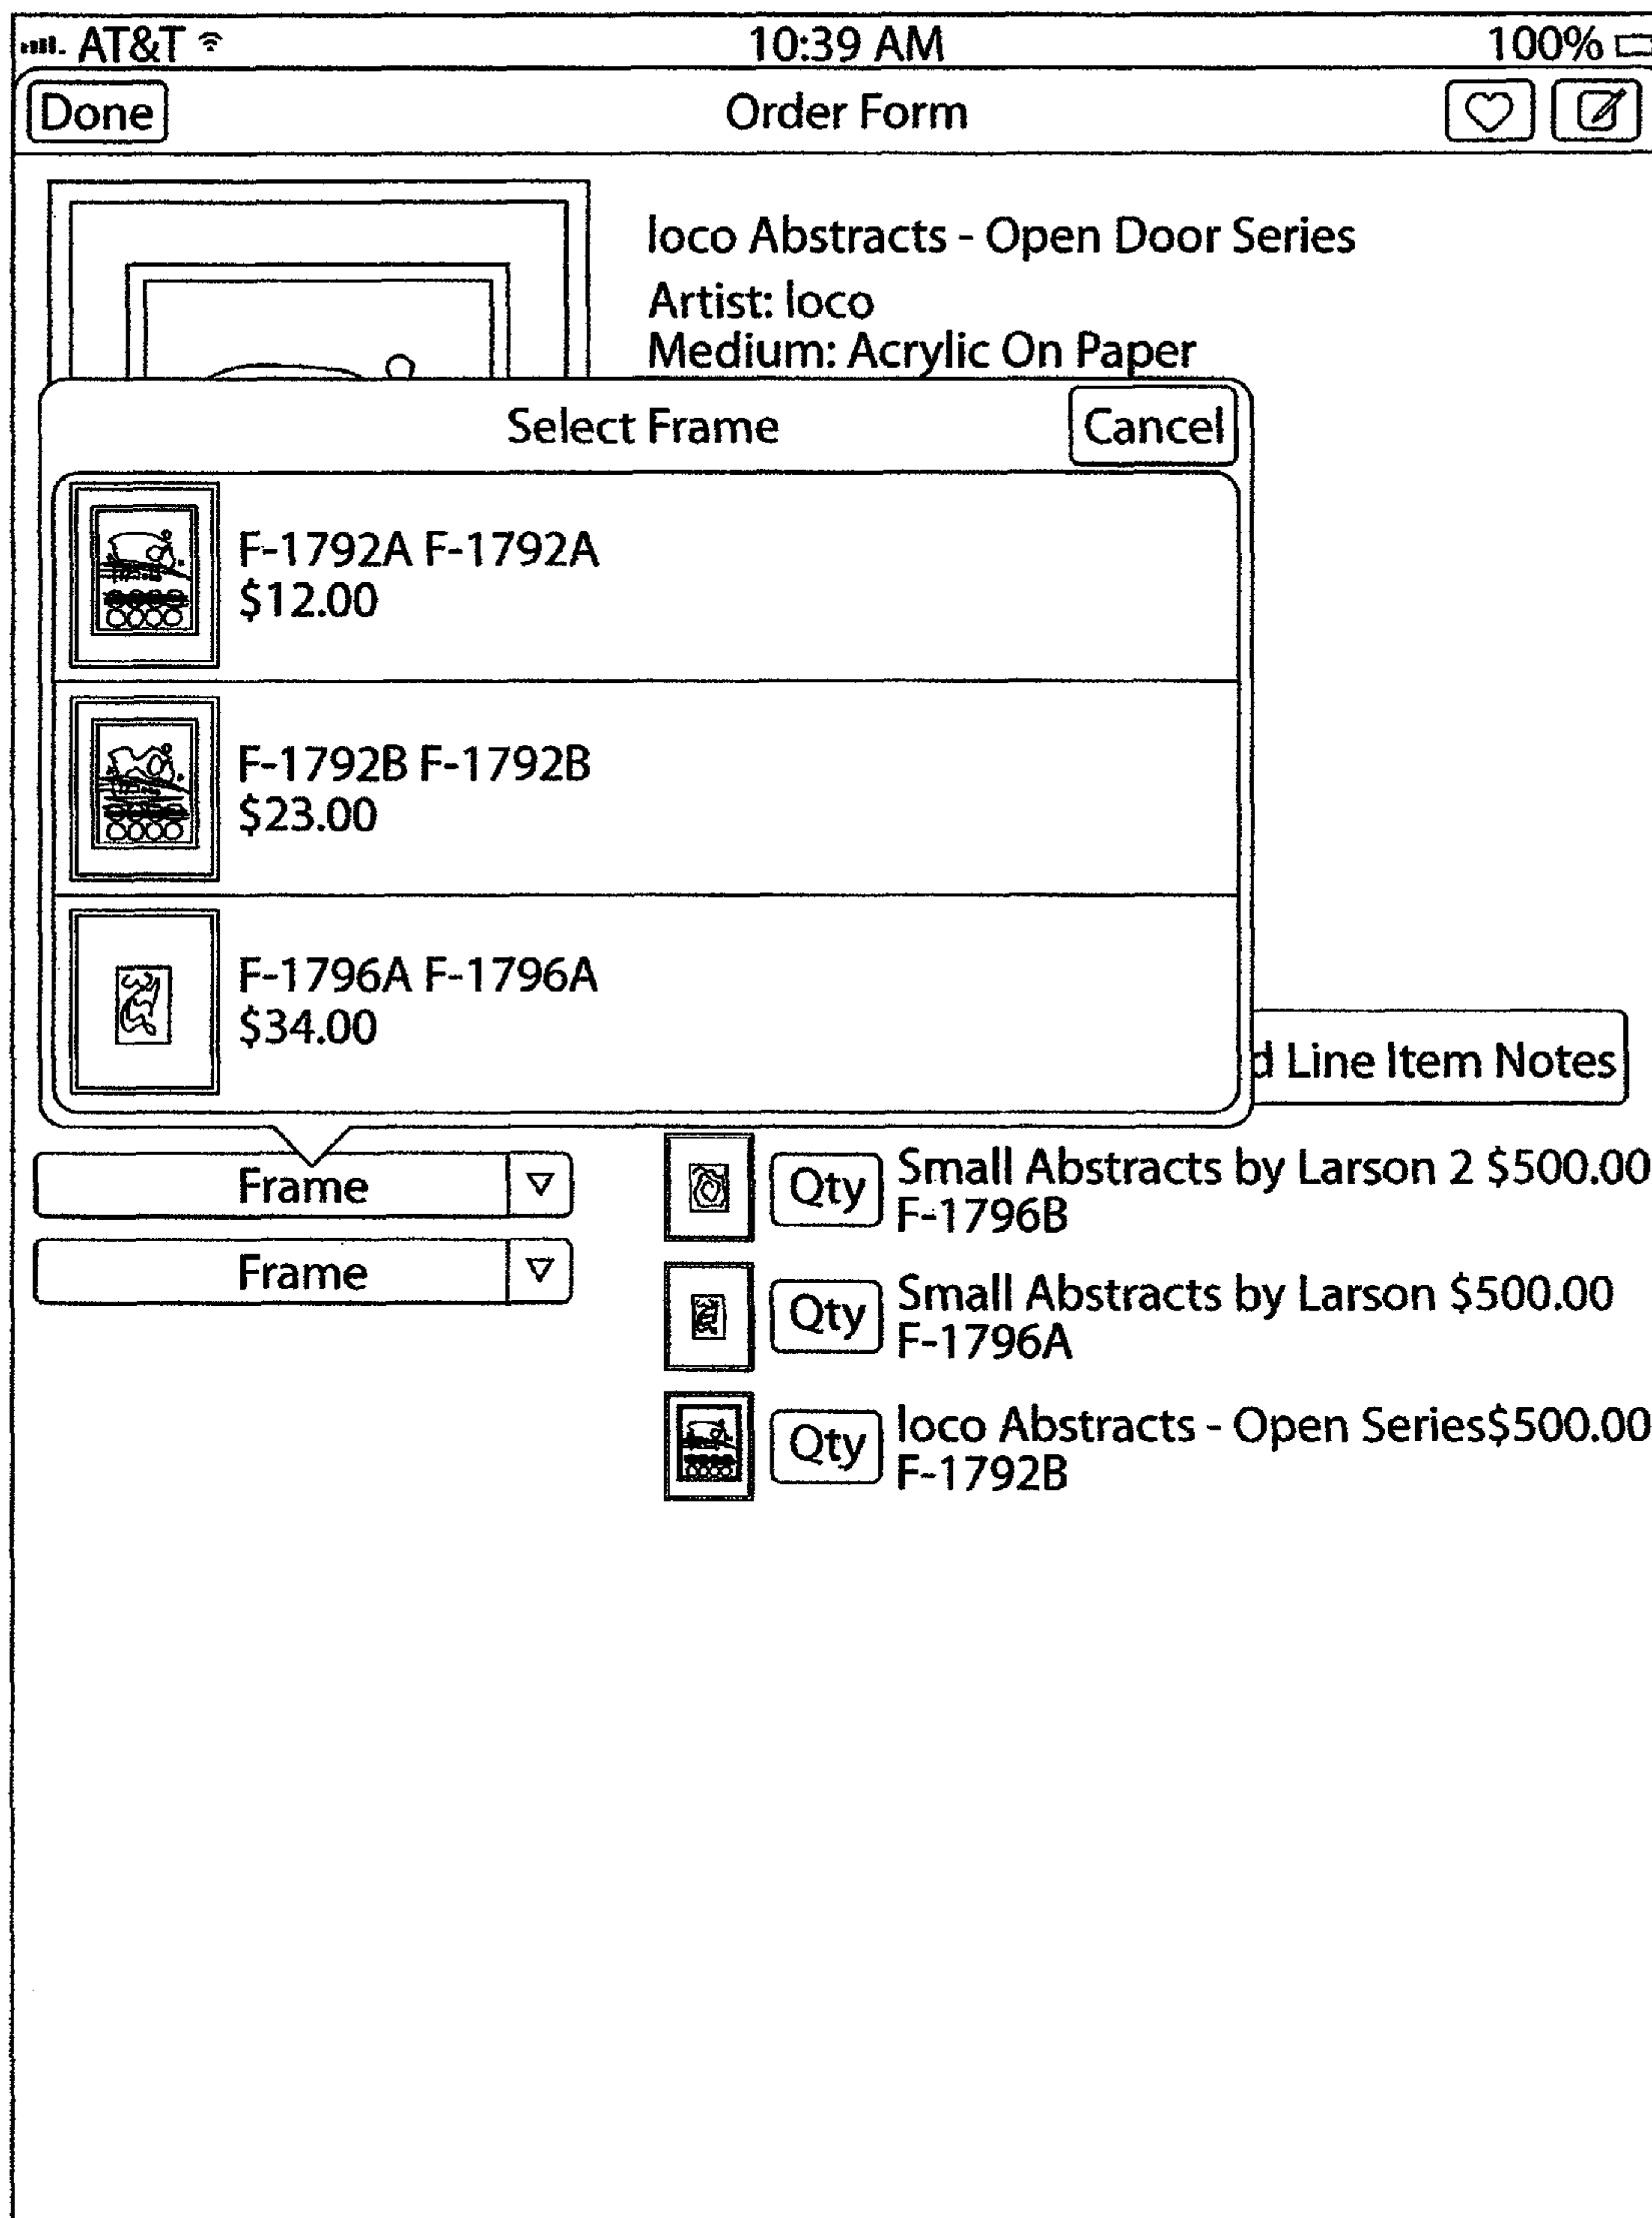 AT&T 10:39 AM 100%
Done Order Form
loco Abstracts - Open Door Series
Artist: loco
Medium: Acrylic On Paper
Select Frame Cancel
F-1792A F-1792A
$12.00
F-1792B F-1792B
$23.00
F-1796A F-1796A
$34.00
d Line Item Notes
Frame
Frame
Qty Small Abstracts by Larson 2 $500.00
F-1796B
Qty Small Abstracts by Larson $500.00
F-1796A
Qty loco Abstracts - Open Series$500.00
F-1792B